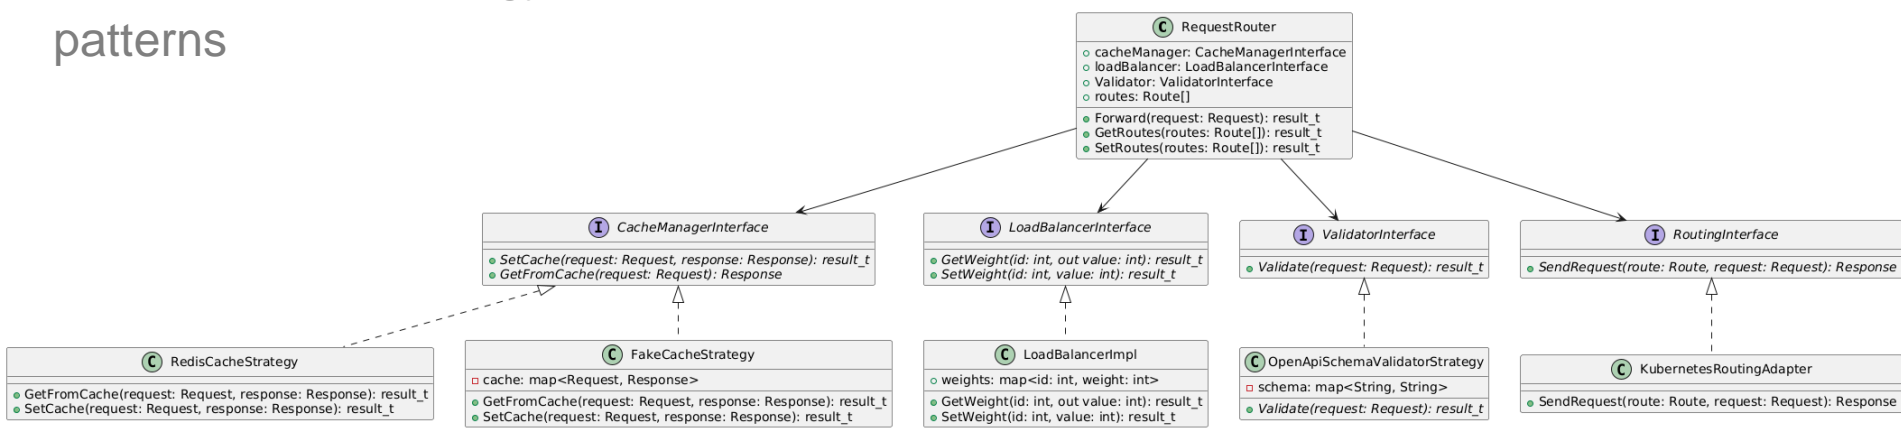 patterns
C RequestRouter
cacheManager: CacheManagerInterface
loadBalancer: LoadBalancerInterface
Validator: ValidatorInterface
routes: Route[]
Forward(request: Request): result_t
GetRoutes(routes: Route[]): result_t
SetRoutes(routes: Route[]): result_t
I CacheManagerInterface
SetCache(request: Request, response: Response): result_t
GetFromCache(request: Request): Response
I LoadBalancerInterface
GetWeight(id: int, out value: int): result_t
SetWeight(id: int, value: int): result_t
I ValidatorInterface
Validate(request: Request): result_t
I RoutingInterface
SendRequest(route: Route, request: Request): Response
C RedisCacheStrategy
GetFromCache(request: Request, response: Response): result_t
SetCache(request: Request, response: Response): result_t
C FakeCacheStrategy
cache: map<Request, Response>
GetFromCache(request: Request, response: Response): result_t
SetCache(request: Request, response: Response): result_t
C LoadBalancerImpl
weights: map<id: int, weight: int>
GetWeight(id: int, out value: int): result_t
SetWeight(id: int, value: int): result_t
C OpenApiSchemaValidatorStrategy
schema: map<String, String>
Validate(request: Request): result_t
C KubernetesRoutingAdapter
SendRequest(route: Route, request: Request): Response